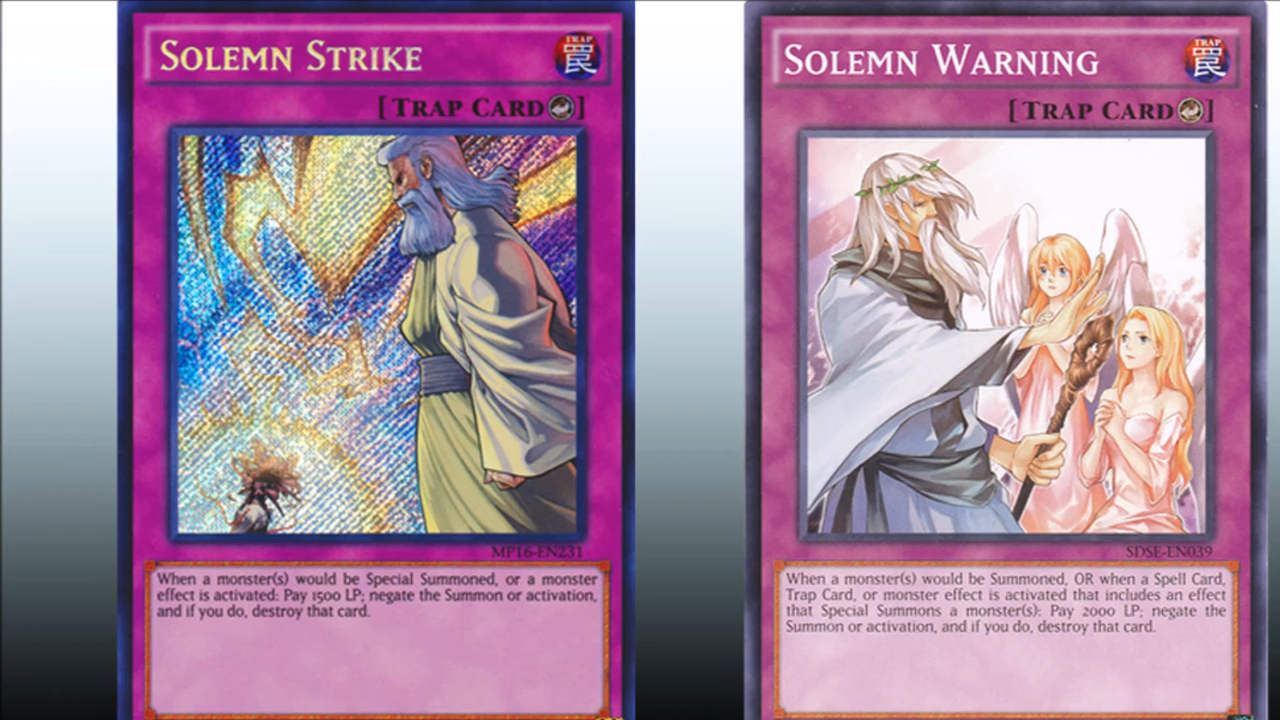 SOLEMN STRIKE
TRAP
罠
[TRAP CARD]
MP16-EN231
When a monster(s) would be Special Summoned, or a monster
effect is activated: Pay 1500 LP; negate the Summon or activation,
and if you do, destroy that card.
SOLEMN WARNING
TRAP
罠
[TRAP CARD]
SDSE-EN039
When a monster(s) would be Summoned, OR when a Spell Card,
Trap Card, or monster effect is activated that includes an effect
that Special Summons a monster(s): Pay 2000 LP; negate the
Summon or activation, and if you do, destroy that card.